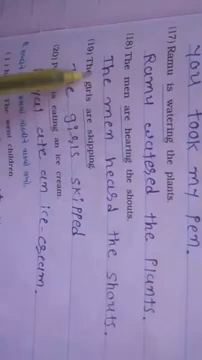 You took my pen.
(17) Ramu is watering the plants.
Ramu watered the plants.
(18) The men are hearing the shouts.
The men heard the shouts.
(19) The girls are skipping
The girls skipped
(20) is eating an ice cream.
ate an ice cream.
The went children